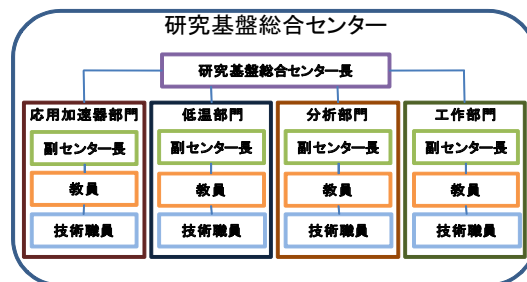 研究基盤総合センター
研究基盤総合センター長
応用加速器部門
副センター長
教員
技術職員
低温部門
副センター長
教員
技術職員
分析部門
副センター長
教員
技術職員
工作部門
副センター長
教員
技術職員